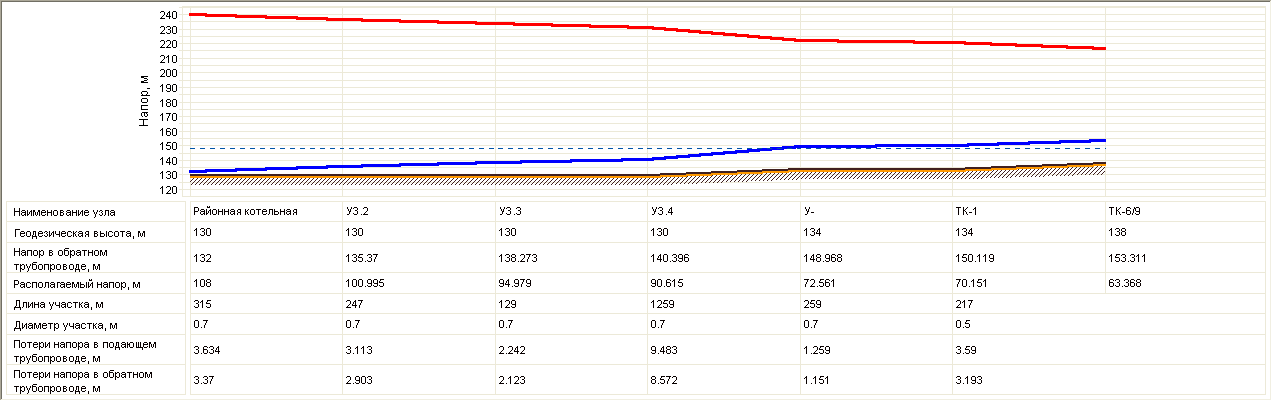 240
230
220
210
200
190
180
170
160
150
140
130
120
Напор, м
Наименование узла Районная котельная УЗ.2 УЗ.3 УЗ.4 У- ТК-1 ТК-6/9
Геодезическая высота, м 130 130 130 130 134 134 138
Напор в обратном
трубопроводе, м 132 135.37 138.273 140.396 148.968 150.119 153.311
Располагаемый напор, м 108 100.995 94.979 90.615 72.561 70.151 63.368
Длина участка, м 315 247 129 1259 259 217
Диаметр участка, м 0.7 0.7 0.7 0.7 0.7 0.5
Потери напора в подающем
трубопроводе, м 3.634 3.113 2.242 9.483 1.259 3.59
Потери напора в обратном
трубопроводе, м 3.37 2.903 2.123 8.572 1.151 3.193